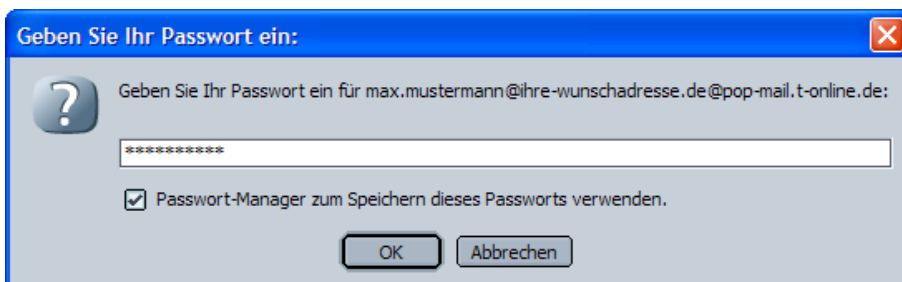 Geben Sie Ihr Passwort ein:
Geben Sie Ihr Passwort ein für max.mustermann@ihre-wunschadresse.de@pop-mail.t-online.de:
**********
Passwort-Manager zum Speichern dieses Passworts verwenden.
OK Abbrechen